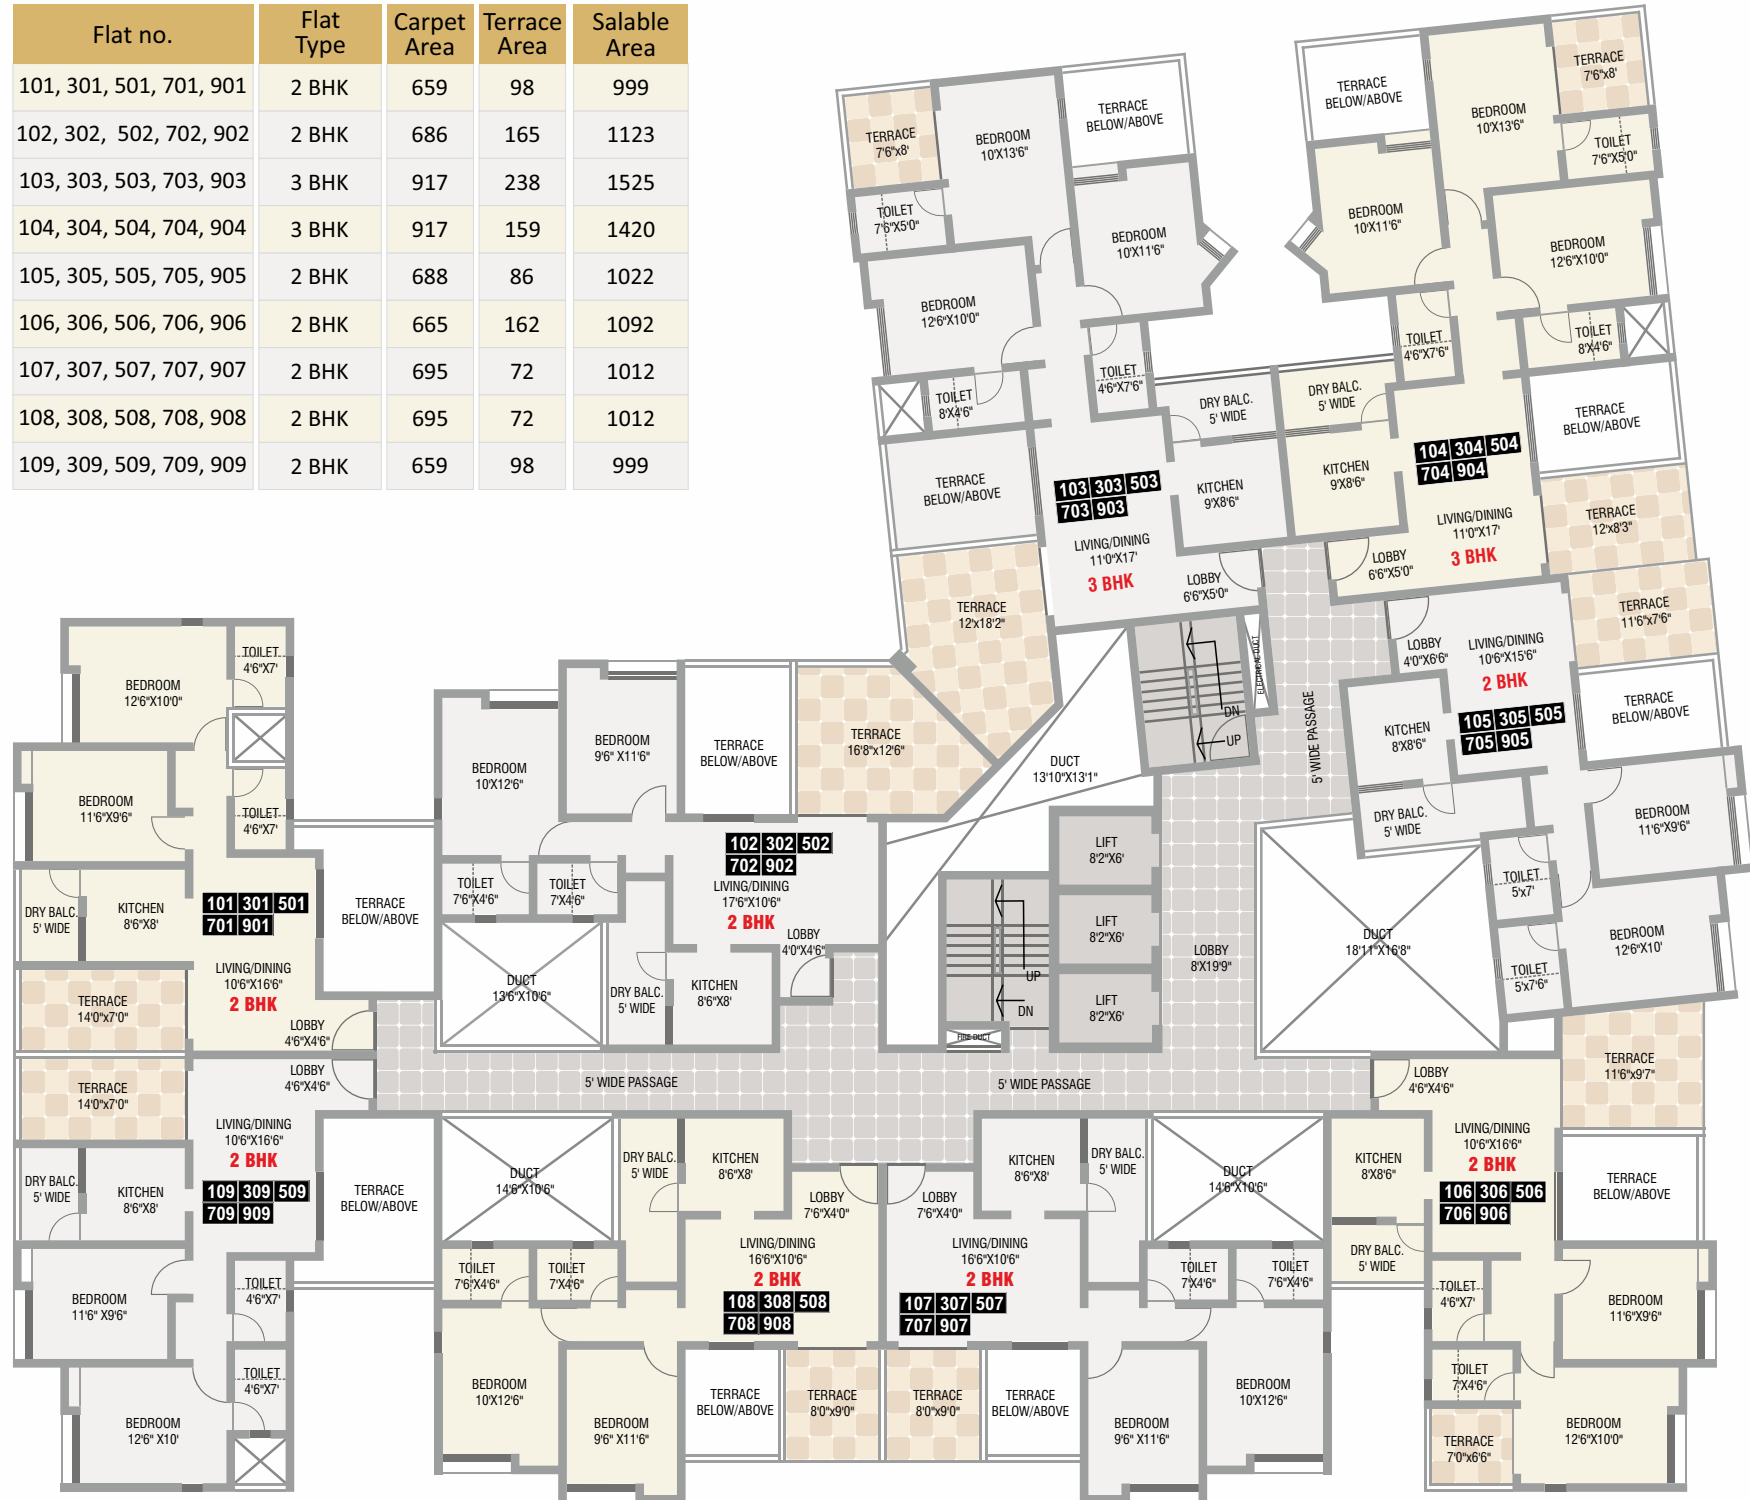 Flat no. Flat Type Carpet Area Terrace Area Salable Area
101, 301, 501, 701, 901 2 BHK 659 98 999
102, 302, 502, 702, 902 2 BHK 686 165 1123
103, 303, 503, 703, 903 3 BHK 917 238 1525
104, 304, 504, 704, 904 3 BHK 917 159 1420
105, 305, 505, 705, 905 2 BHK 688 86 1022
106, 306, 506, 706, 906 2 BHK 665 162 1092
107, 307, 507, 707, 907 2 BHK 695 72 1012
108, 308, 508, 708, 908 2 BHK 695 72 1012
109, 309, 509, 709, 909 2 BHK 659 98 999
TERRACE
7'6"x8'
BEDROOM
10'X13'6"
TERRACE
BELOW/ABOVE
TOILET
7'6"X5'0"
BEDROOM
10'X11'6"
BEDROOM
12'6"X10'0"
TOILET
8'X4'6"
TOILET
4'6"X7'6"
DRY BALC.
5' WIDE
TERRACE
BELOW/ABOVE
103 303 503
703 903
KITCHEN
9'X8'6"
LIVING/DINING
11'0"X17'
3 BHK
LOBBY
6'6"X5'0"
TERRACE
12'x18'2"
TERRACE
BELOW/ABOVE
BEDROOM
10'X13'6"
TERRACE
7'6"x8'
TOILET
7'6"X5'0"
BEDROOM
10'X11'6"
BEDROOM
12'6"X10'0"
TOILET
4'6"X7'6"
TOILET
8'X4'6"
DRY BALC.
5' WIDE
TERRACE
BELOW/ABOVE
104 304 504
704 904
KITCHEN
9'X8'6"
LIVING/DINING
11'0"X17'
3 BHK
TERRACE
12'x8'3"
LOBBY
6'6"X5'0"
TERRACE
11'6"x7'6"
LOBBY
4'0"X6'6"
LIVING/DINING
10'6"X15'6"
2 BHK
TERRACE
BELOW/ABOVE
105 305 505
705 905
KITCHEN
8'X8'6"
DRY BALC.
5' WIDE
BEDROOM
11'6"X9'6"
TOILET
5'x7'
BEDROOM
12'6"X10'
TOILET
5'x7'6"
ELECTRICAL DUCT
DN
UP
5' WIDE PASSAGE
DUCT
13'10"X13'1"
LIFT
8'2"X6'
LIFT
8'2"X6'
LIFT
8'2"X6'
LOBBY
8'X19'9"
DUCT
18'11"X16'8"
UP
DN
FIRE DUCT
BEDROOM
12'6"X10'0"
TOILET
4'6"X7'
BEDROOM
11'6"X9'6"
TOILET
4'6"X7'
DRY BALC.
5' WIDE
KITCHEN
8'6"X8'
101 301 501
701 901
TERRACE
BELOW/ABOVE
LIVING/DINING
10'6"X16'6"
2 BHK
TERRACE
14'0"x7'0"
LOBBY
4'6"X4'6"
BEDROOM
10'X12'6"
BEDROOM
9'6" X11'6"
TERRACE
BELOW/ABOVE
TERRACE
16'8"x12'6"
102 302 502
702 902
TOILET
7'6"X4'6"
TOILET
7'X4'6"
LIVING/DINING
17'6"X10'6"
2 BHK
LOBBY
4'0"X4'6"
DUCT
13'6"X10'6"
DRY BALC.
5' WIDE
KITCHEN
8'6"X8'
5' WIDE PASSAGE
5' WIDE PASSAGE
LOBBY
4'6"X4'6"
TERRACE
14'0"x7'0"
LIVING/DINING
10'6"X16'6"
2 BHK
109 309 509
709 909
DRY BALC.
5' WIDE
KITCHEN
8'6"X8'
TERRACE
BELOW/ABOVE
BEDROOM
11'6" X9'6"
TOILET
4'6"X7'
TOILET
4'6"X7'
BEDROOM
12'6" X10'
DUCT
14'6"X10'6"
DRY BALC.
5' WIDE
KITCHEN
8'6"X8'
LOBBY
7'6"X4'0"
LIVING/DINING
16'6"X10'6"
2 BHK
108 308 508
708 908
TOILET
7'6"X4'6"
TOILET
7'X4'6"
BEDROOM
10'X12'6"
BEDROOM
9'6" X11'6"
TERRACE
BELOW/ABOVE
TERRACE
8'0"x9'0"
KITCHEN
8'6"X8'
DRY BALC.
5' WIDE
DUCT
14'6"X10'6"
LOBBY
7'6"X4'0"
LIVING/DINING
16'6"X10'6"
2 BHK
107 307 507
707 907
TOILET
7'X4'6"
TOILET
7'6"X4'6"
TERRACE
8'0"x9'0"
TERRACE
BELOW/ABOVE
BEDROOM
9'6" X11'6"
BEDROOM
10'X12'6"
LOBBY
4'6"X4'6"
TERRACE
11'6"x9'7"
LIVING/DINING
10'6"X16'6"
2 BHK
KITCHEN
8'X8'6"
106 306 506
706 906
TERRACE
BELOW/ABOVE
DRY BALC.
5' WIDE
TOILET
4'6"X7'
BEDROOM
11'6"X9'6"
TOILET
7'X4'6"
TERRACE
7'0"x6'6"
BEDROOM
12'6"X10'0"